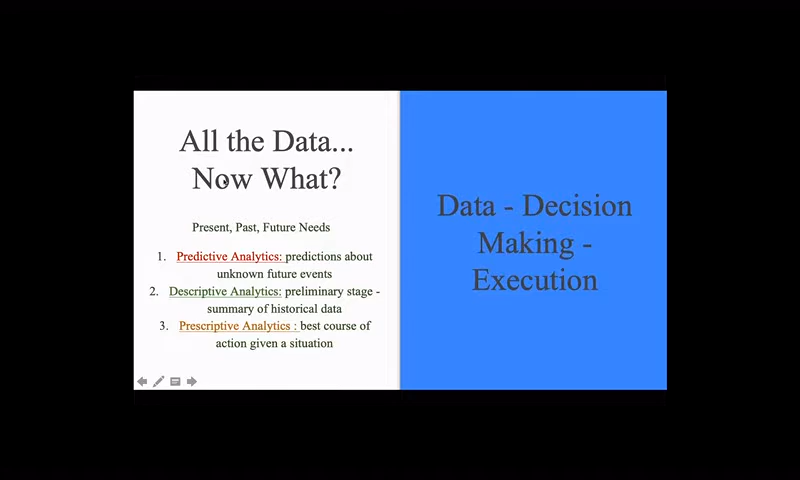 All the Data...
Now What?
Present, Past, Future Needs
1. Predictive Analytics: predictions about
unknown future events
2. Descriptive Analytics: preliminary stage -
summary of historical data
3. Prescriptive Analytics : best course of
action given a situation
Data - Decision
Making -
Execution